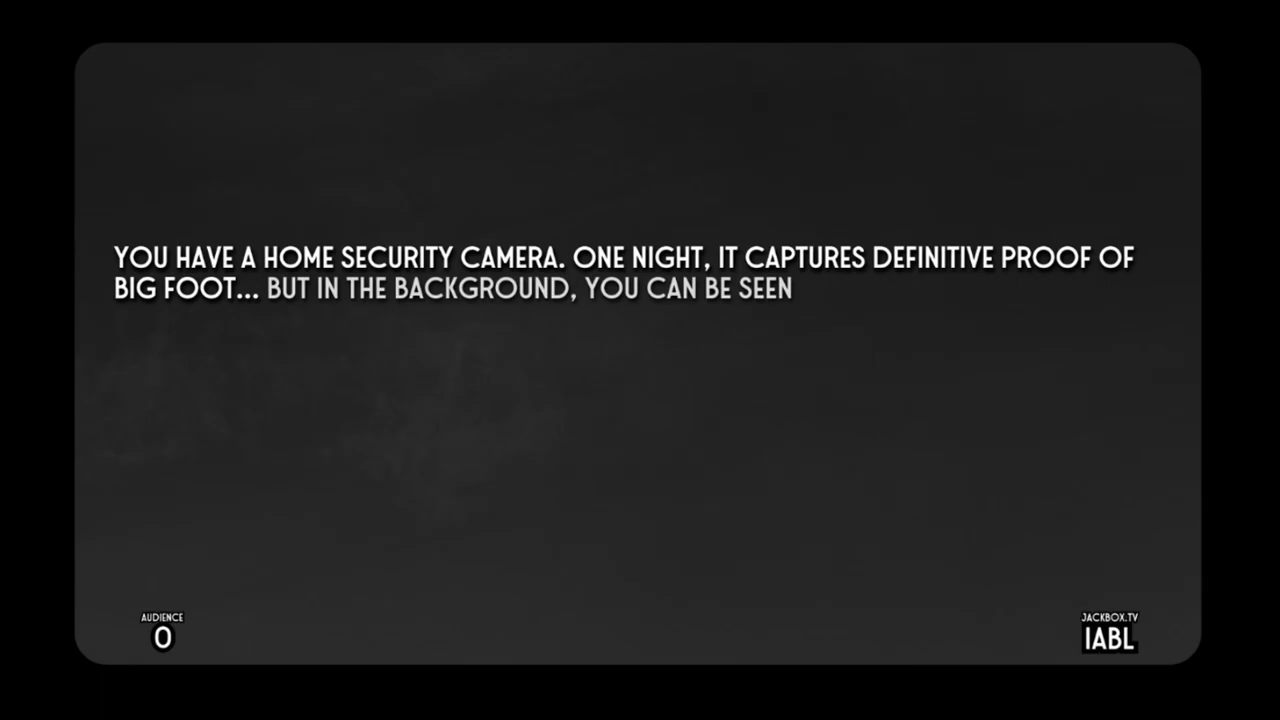 YOU HAVE A HOME SECURITY CAMERA. ONE NIGHT, IT CAPTURES DEFINITIVE PROOF OF
BIG FOOT... BUT IN THE BACKGROUND, YOU CAN BE SEEN
AUDIENCE
0
JACKBOX.TV
IABL